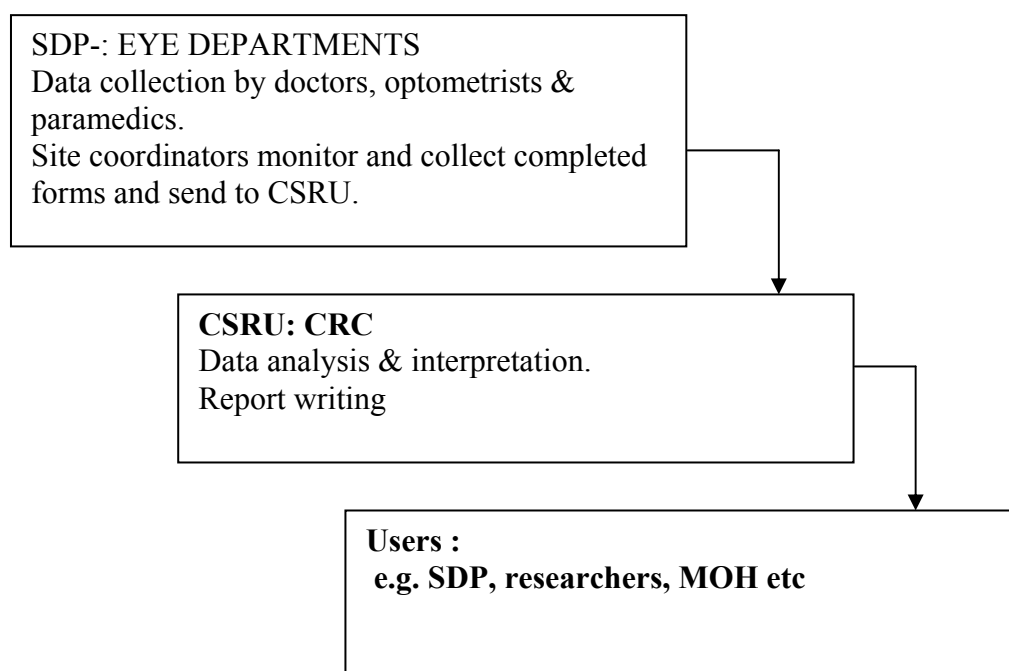 SDP-: EYE DEPARTMENTS
Data collection by doctors, optometrists &
paramedics.
Site coordinators monitor and collect completed
forms and send to CSRU.
CSRU: CRC
Data analysis & interpretation.
Report writing
Users :
e.g. SDP, researchers, MOH etc